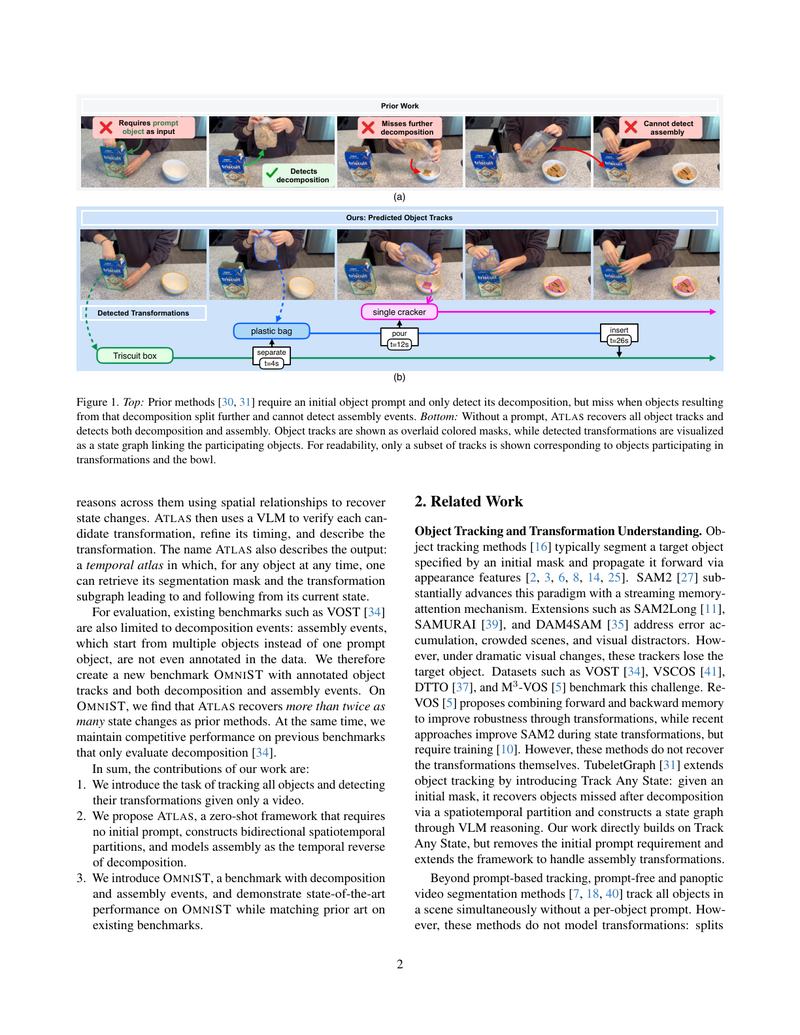 Prior Work
Requires prompt
object as input
Detects
decomposition
Misses further
decomposition
Cannot detect
assembly
(a)
Ours: Predicted Object Tracks
Detected Transformations
single cracker
plastic bag
pour
t=12s
insert
t=26s
Triscuit box
separate
t=4s
(b)
Figure 1. Top: Prior methods [30, 31] require an initial object prompt and only detect its decomposition, but miss when objects resulting
from that decomposition split further and cannot detect assembly events. Bottom: Without a prompt, ATLAS recovers all object tracks and
detects both decomposition and assembly. Object tracks are shown as overlaid colored masks, while detected transformations are visualized
as a state graph linking the participating objects. For readability, only a subset of tracks is shown corresponding to objects participating in
transformations and the bowl.
reasons across them using spatial relationships to recover
state changes. ATLAS then uses a VLM to verify each can-
didate transformation, refine its timing, and describe the
transformation. The name ATLAS also describes the output:
a temporal atlas in which, for any object at any time, one
can retrieve its segmentation mask and the transformation
subgraph leading to and following from its current state.
For evaluation, existing benchmarks such as VOST [34]
are also limited to decomposition events: assembly events,
which start from multiple objects instead of one prompt
object, are not even annotated in the data. We therefore
create a new benchmark OMNIST with annotated object
tracks and both decomposition and assembly events. On
OMNIST, we find that ATLAS recovers more than twice as
many state changes as prior methods. At the same time, we
maintain competitive performance on previous benchmarks
that only evaluate decomposition [34].
In sum, the contributions of our work are:
1. We introduce the task of tracking all objects and detecting
their transformations given only a video.
2. We propose ATLAS, a zero-shot framework that requires
no initial prompt, constructs bidirectional spatiotemporal
partitions, and models assembly as the temporal reverse
of decomposition.
3. We introduce OMNIST, a benchmark with decomposition
and assembly events, and demonstrate state-of-the-art
performance on OMNIST while matching prior art on
existing benchmarks.
2. Related Work
Object Tracking and Transformation Understanding. Ob-
ject tracking methods [16] typically segment a target object
specified by an initial mask and propagate it forward via
appearance features [2, 3, 6, 8, 14, 25]. SAM2 [27] sub-
stantially advances this paradigm with a streaming memory-
attention mechanism. Extensions such as SAM2Long [11],
SAMURAI [39], and DAM4SAM [35] address error ac-
cumulation, crowded scenes, and visual distractors. How-
ever, under dramatic visual changes, these trackers lose the
target object. Datasets such as VOST [34], VSCOS [41],
DTTO [37], and M³-VOS [5] benchmark this challenge. Re-
VOS [5] proposes combining forward and backward memory
to improve robustness through transformations, while recent
approaches improve SAM2 during state transformations, but
require training [10]. However, these methods do not recover
the transformations themselves. TubeletGraph [31] extends
object tracking by introducing Track Any State: given an
initial mask, it recovers objects missed after decomposition
via a spatiotemporal partition and constructs a state graph
through VLM reasoning. Our work directly builds on Track
Any State, but removes the initial prompt requirement and
extends the framework to handle assembly transformations.
Beyond prompt-based tracking, prompt-free and panoptic
video segmentation methods [7, 18, 40] track all objects in
a scene simultaneously without a per-object prompt. How-
ever, these methods do not model transformations: splits
2